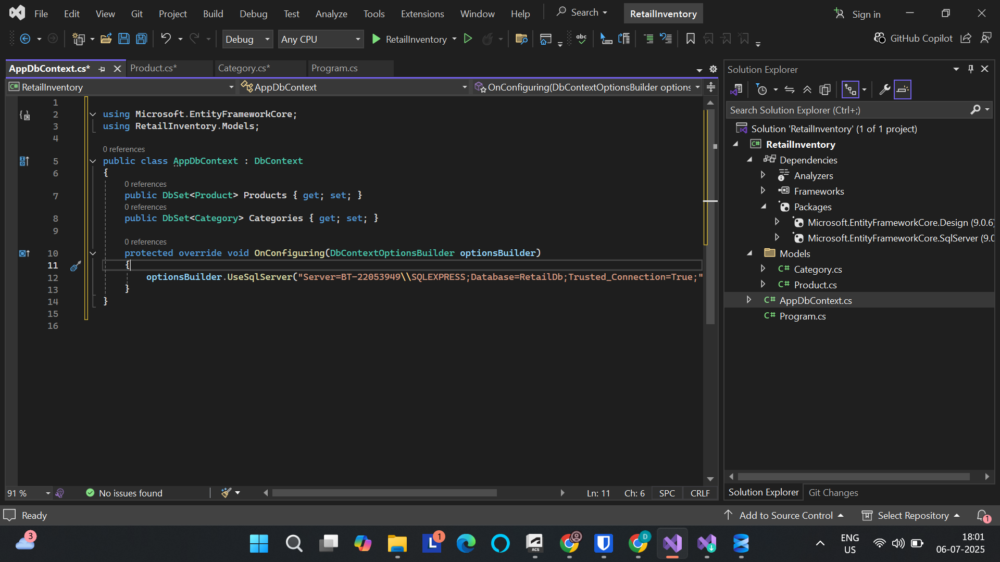 File Edit View Git Project Build Debug Test Analyze Tools Extensions Window Help Search RetailInventory Sign in
Debug Any CPU RetailInventory abc GitHub Copilot
AppDbContext.cs* Product.cs* Category.cs* Program.cs
C# RetailInventory AppDbContext OnConfiguring(DbContextOptionsBuilder options
1
2 using Microsoft.EntityFrameworkCore;
3 using RetailInventory.Models;
4
0 references
5 public class AppDbContext : DbContext
6 {
0 references
7 public DbSet<Product> Products { get; set; }
0 references
8 public DbSet<Category> Categories { get; set; }
9
0 references
10 protected override void OnConfiguring(DbContextOptionsBuilder optionsBuilder)
11 {
12 optionsBuilder.UseSqlServer("Server=BT-22053949\\SQLEXPRESS;Database=RetailDb;Trusted_Connection=True;"
13 }
14 }
15
16
91 % No issues found Ln: 11 Ch: 6 SPC CRLF
Solution Explorer
Search Solution Explorer (Ctrl+;)
Solution 'RetailInventory' (1 of 1 project)
C# RetailInventory
Dependencies
Analyzers
Frameworks
Packages
Microsoft.EntityFrameworkCore.Design (9.0.6)
Microsoft.EntityFrameworkCore.SqlServer (9.0
Models
C# Category.cs
C# Product.cs
C# AppDbContext.cs
C# Program.cs
Solution Explorer Git Changes
Ready Add to Source Control Select Repository 1
3 L 1 ACS D ENG
US
18:01
06-07-2025